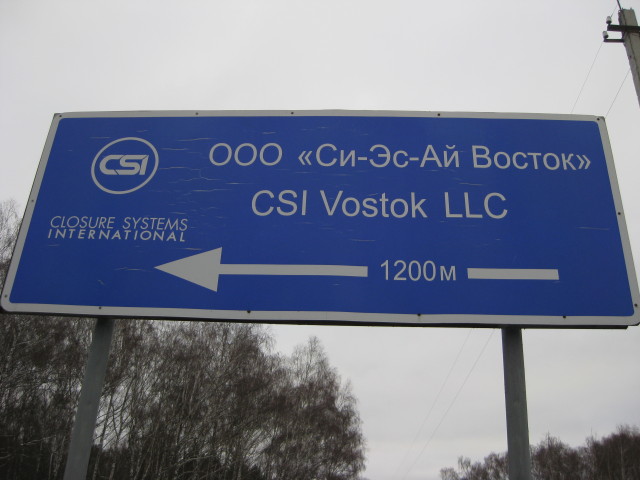 CSI
CLOSURE SYSTEMS
INTERNATIONAL
ООО «Си-Эс-Ай Восток»
CSI Vostok LLC
1200м